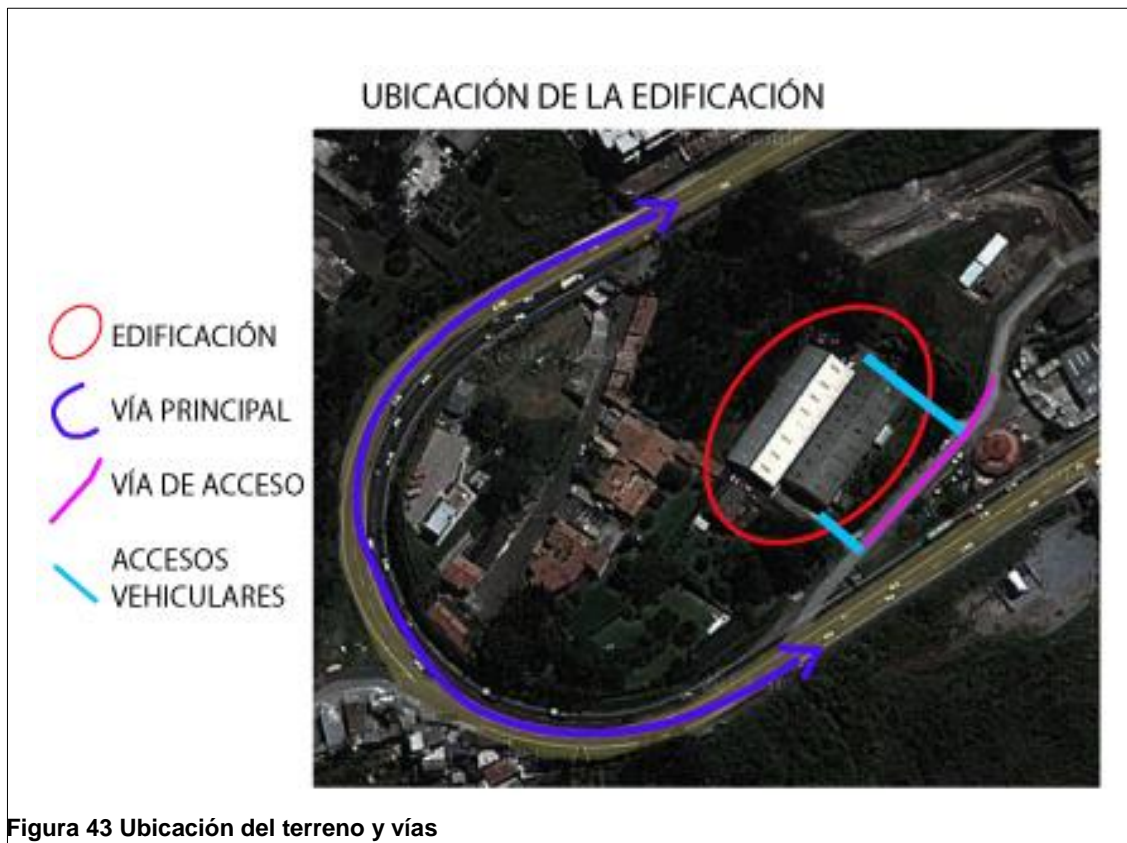 UBICACIÓN DE LA EDIFICACIÓN
EDIFICACIÓN
VÍA PRINCIPAL
VÍA DE ACCESO
ACCESOS
VEHICULARES
Figura 43 Ubicación del terreno y vías